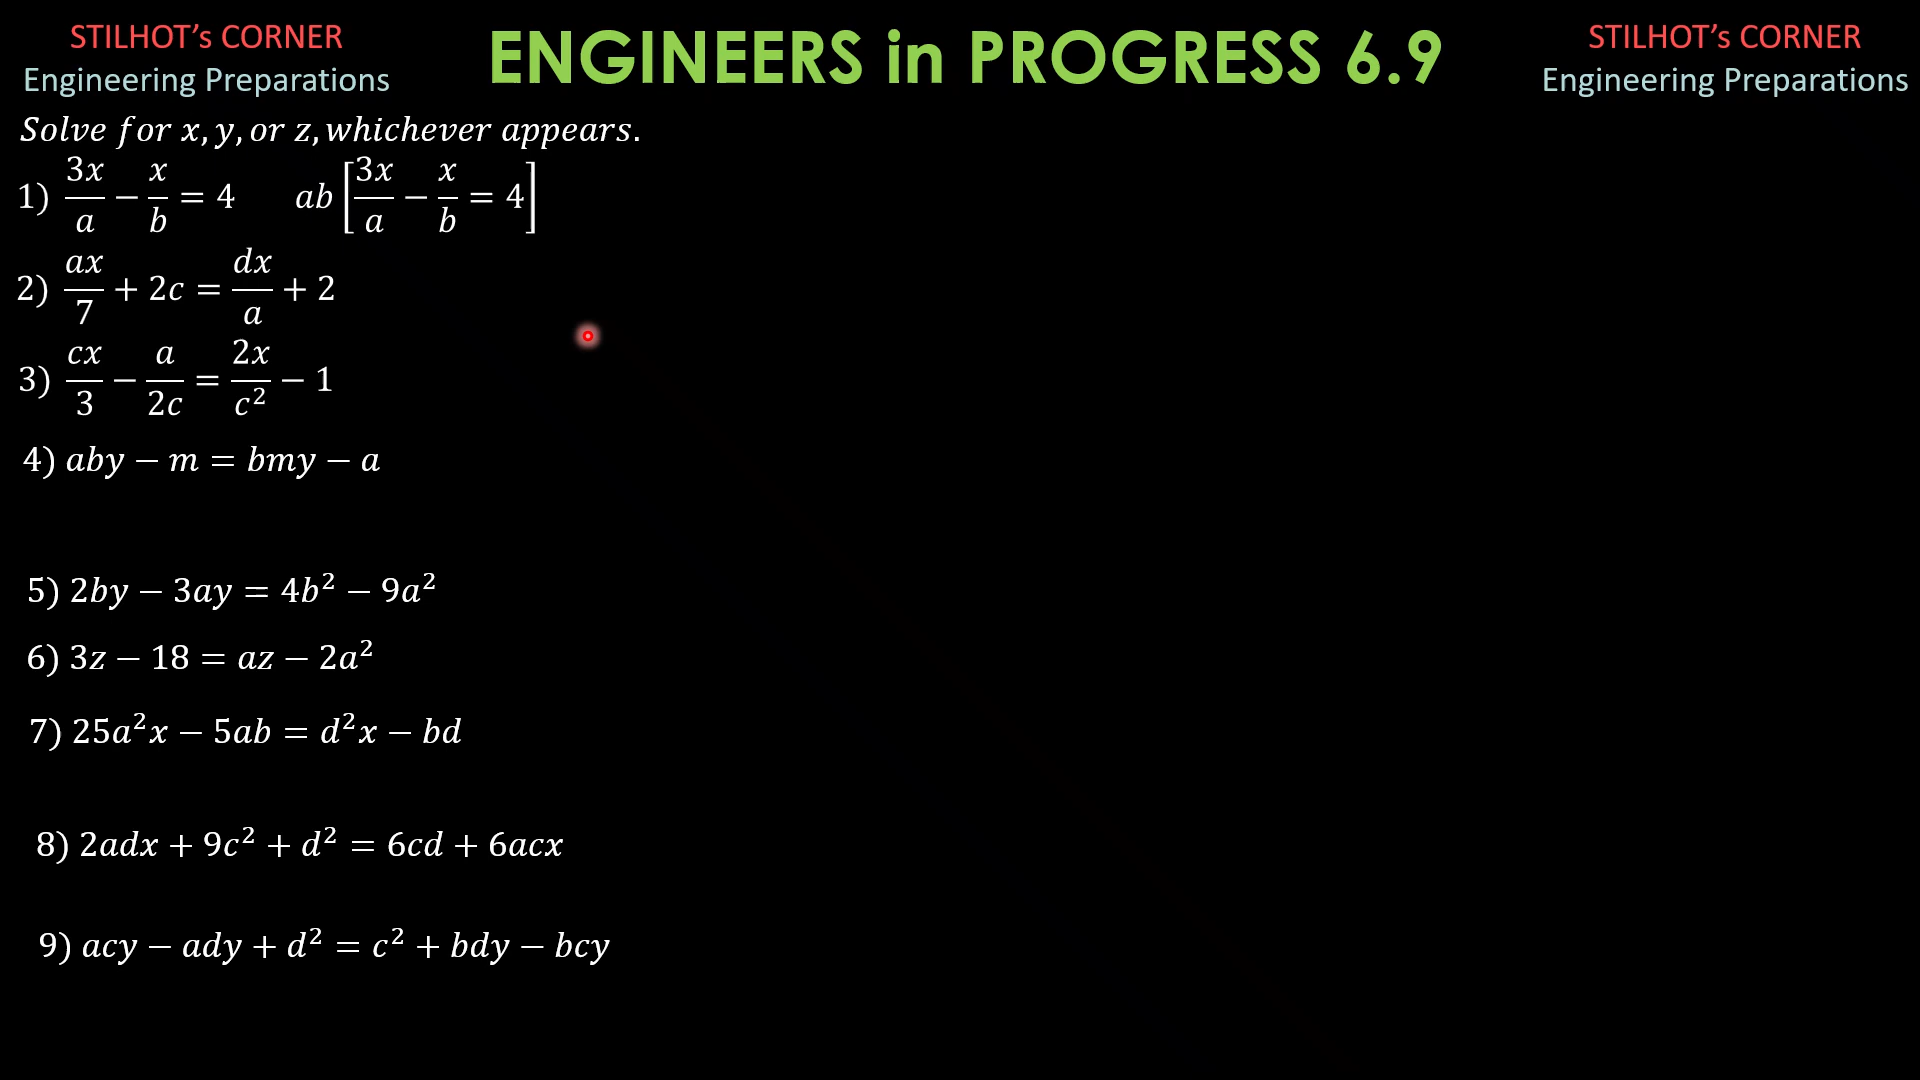 STILHOT’s CORNER
Engineering Preparations
ENGINEERS in PROGRESS 6.9
STILHOT’s CORNER
Engineering Preparations
Solve for x, y, or z, whichever appears.
1) 3x/a − x/b = 4    ab[3x/a − x/b = 4]
2) ax/7 + 2c = dx/a + 2
3) cx/3 − a/2c = 2x/c² − 1
4) aby − m = bmy − a
5) 2by − 3ay = 4b² − 9a²
6) 3z − 18 = az − 2a²
7) 25a²x − 5ab = d²x − bd
8) 2adx + 9c² + d² = 6cd + 6acx
9) acy − ady + d² = c² + bdy − bcy